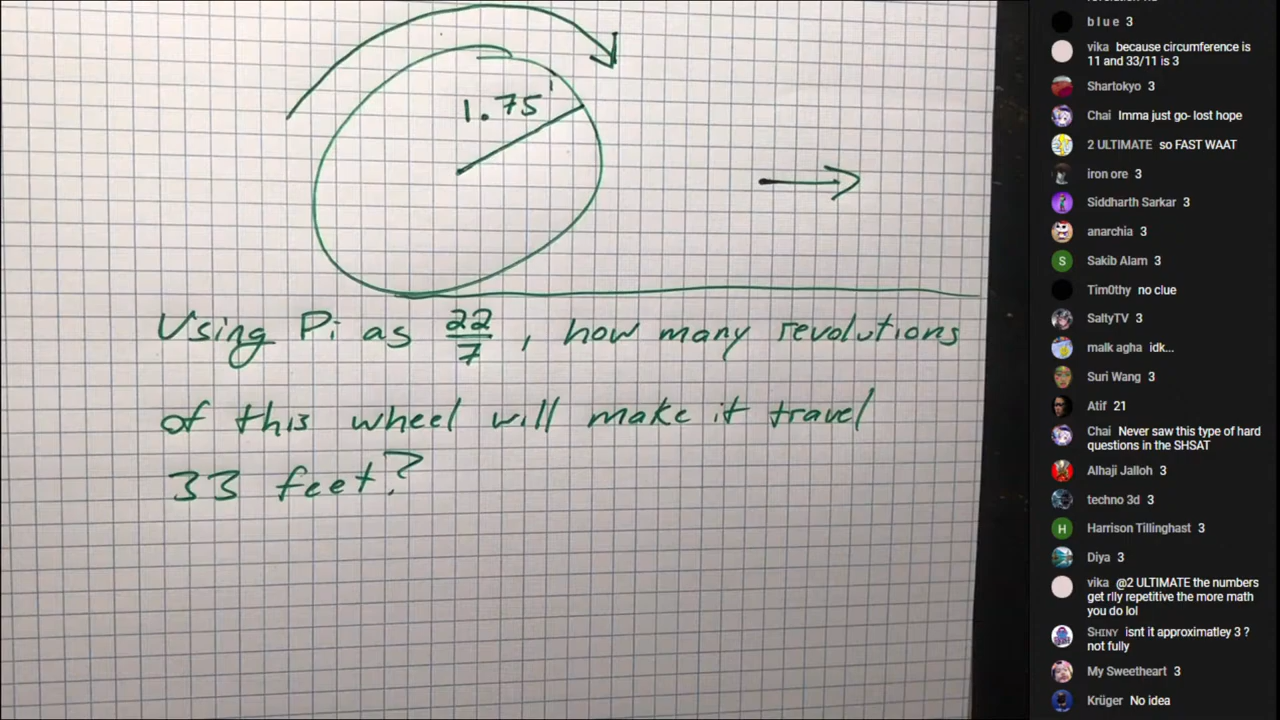 1.75'
Using Pi as 22/7, how many revolutions
of this wheel will make it travel
33 feet?
b l u e 3
vika because circumference is
11 and 33/11 is 3
Shartokyo 3
Chai Imma just go- lost hope
2 ULTIMATE so FAST WAAT
iron ore 3
Siddharth Sarkar 3
anarchia 3
S Sakib Alam 3
Tim0thy no clue
SaltyTV 3
malk agha idk...
Suri Wang 3
Atif 21
Chai Never saw this type of hard
questions in the SHSAT
Alhaji Jalloh 3
techno 3d 3
H Harrison Tillinghast 3
Diya 3
vika @2 ULTIMATE the numbers
get rlly repetitive the more math
you do lol
SHINY isnt it approximatley 3 ?
not fully
My Sweetheart 3
Krüger No idea